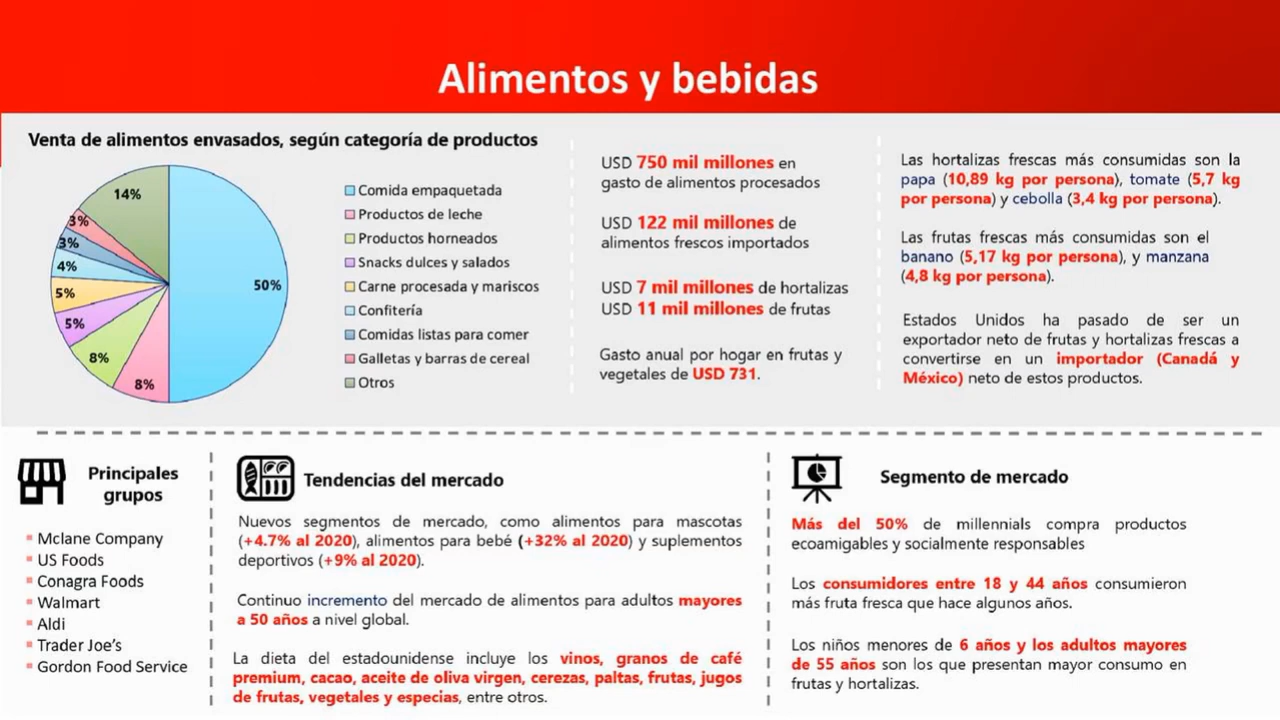 Alimentos y bebidas
Venta de alimentos envasados, según categoría de productos
14%
3%
3%
4%
5%
5%
8%
8%
50%
Comida empaquetada
Productos de leche
Productos horneados
Snacks dulces y salados
Carne procesada y mariscos
Confitería
Comidas listas para comer
Galletas y barras de cereal
Otros
USD 750 mil millones en
gasto de alimentos procesados
USD 122 mil millones de
alimentos frescos importados
USD 7 mil millones de hortalizas
USD 11 mil millones de frutas
Gasto anual por hogar en frutas y
vegetales de USD 731.
Las hortalizas frescas más consumidas son la
papa (10,89 kg por persona), tomate (5,7 kg
por persona) y cebolla (3,4 kg por persona).
Las frutas frescas más consumidas son el
banano (5,17 kg por persona), y manzana
(4,8 kg por persona).
Estados Unidos ha pasado de ser un
exportador neto de frutas y hortalizas frescas a
convertirse en un importador (Canadá y
México) neto de estos productos.
Principales
grupos
Mclane Company
US Foods
Conagra Foods
Walmart
Aldi
Trader Joe's
Gordon Food Service
Tendencias del mercado
Nuevos segmentos de mercado, como alimentos para mascotas
(+4.7% al 2020), alimentos para bebé (+32% al 2020) y suplementos
deportivos (+9% al 2020).
Continuo incremento del mercado de alimentos para adultos mayores
a 50 años a nivel global.
La dieta del estadounidense incluye los vinos, granos de café
premium, cacao, aceite de oliva virgen, cerezas, paltas, frutas, jugos
de frutas, vegetales y especias, entre otros.
Segmento de mercado
Más del 50% de millennials compra productos
ecoamigables y socialmente responsables
Los consumidores entre 18 y 44 años consumieron
más fruta fresca que hace algunos años.
Los niños menores de 6 años y los adultos mayores
de 55 años son los que presentan mayor consumo en
frutas y hortalizas.